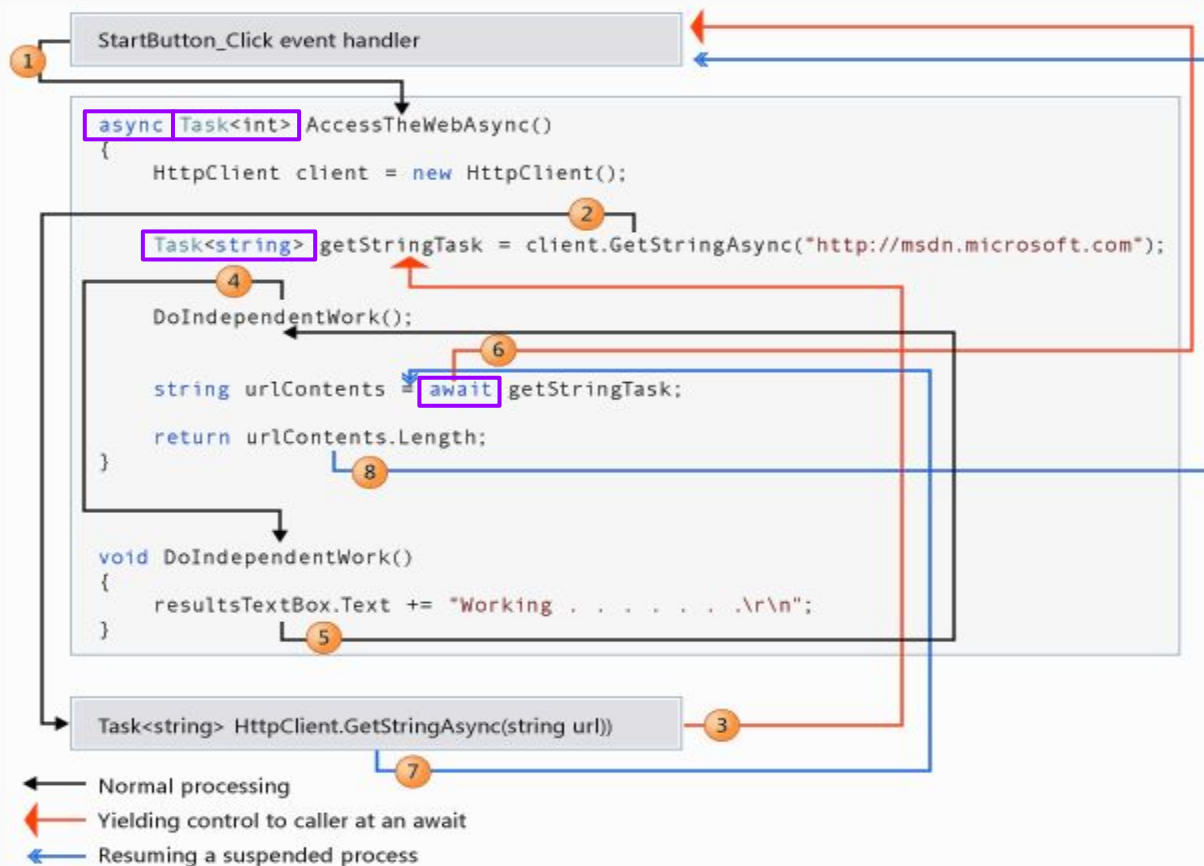 StartButton_Click event handler
1
async Task<int> AccessTheWebAsync()
{
HttpClient client = new HttpClient();
2
Task<string> getStringTask = client.GetStringAsync("http://msdn.microsoft.com");
4
DoIndependentWork();
6
string urlContents = await getStringTask;
return urlContents.Length;
}
8
void DoIndependentWork()
{
resultsTextBox.Text += "Working . . . . . . .\r\n";
}
5
Task<string> HttpClient.GetStringAsync(string url))
3
7
Normal processing
Yielding control to caller at an await
Resuming a suspended process